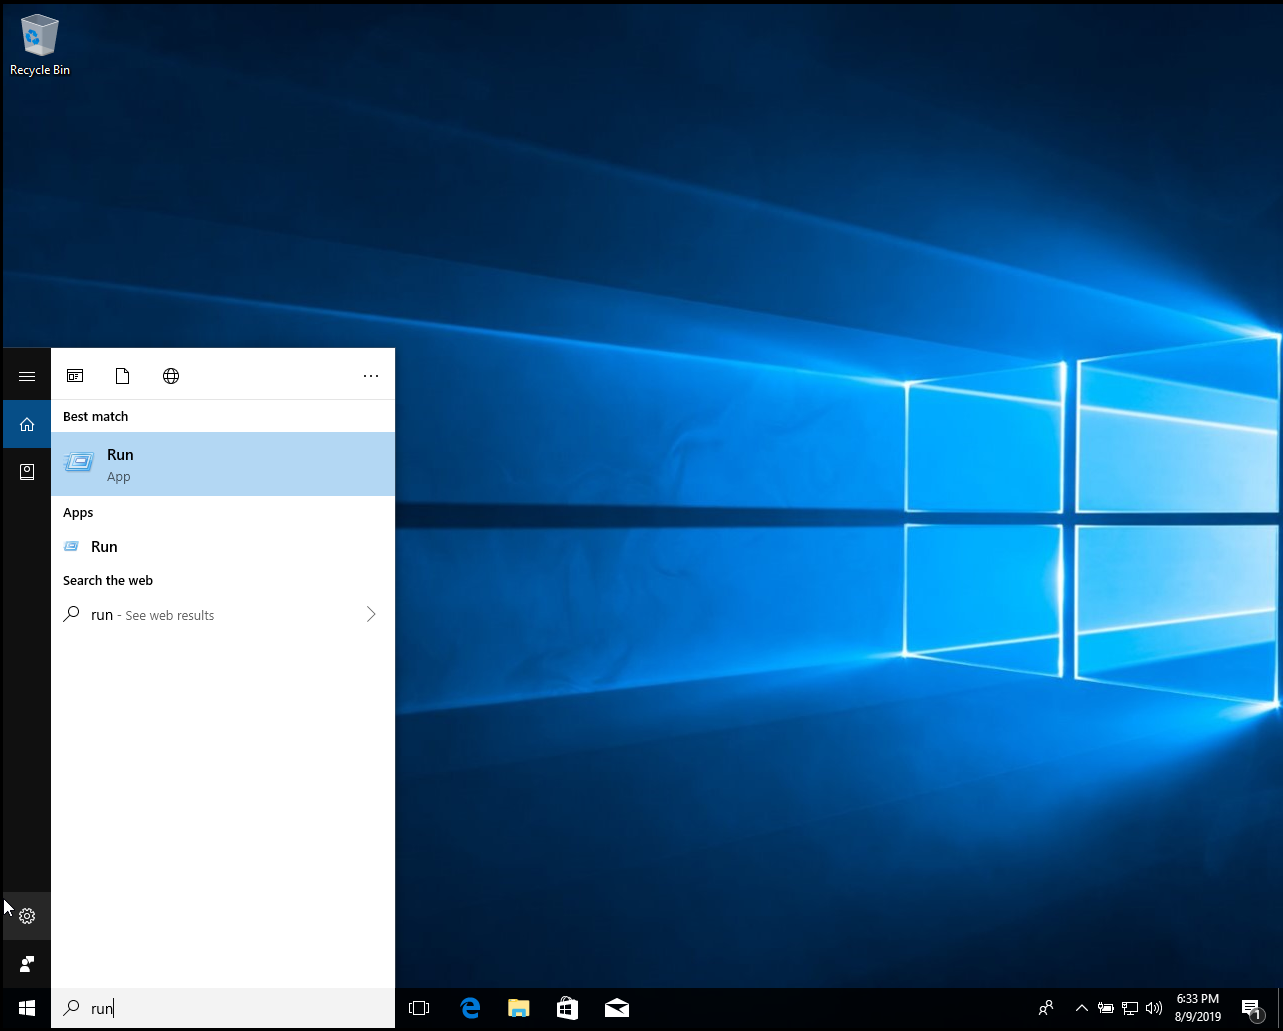 Recycle Bin
Best match
Run
App
Apps
Run
Search the web
run - See web results
run
6:33 PM
8/9/2019
1